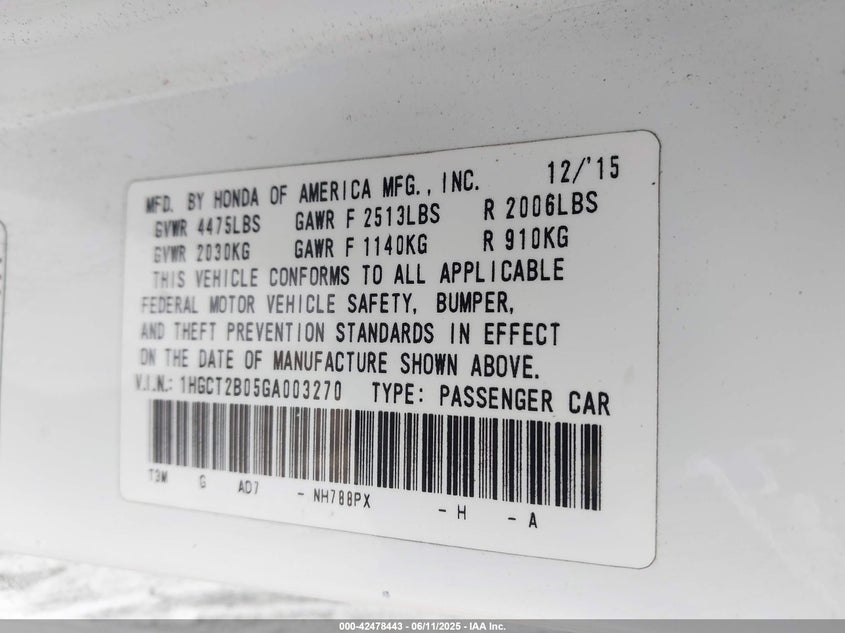 MFD. BY HONDA OF AMERICA MFG., INC. 12/'15
GVWR 4475LBS GAWR F 2513LBS R 2006LBS
GVWR 2030KG GAWR F 1140KG R 910KG
THIS VEHICLE CONFORMS TO ALL APPLICABLE
FEDERAL MOTOR VEHICLE SAFETY, BUMPER,
AND THEFT PREVENTION STANDARDS IN EFFECT
ON THE DATE OF MANUFACTURE SHOWN ABOVE.
V.I.N.: 1HGCT2B05GA003270 TYPE: PASSENGER CAR
T3M G AD7 - NH788PX - H - A
000-42478443 - 06/11/2025 - IAA Inc.